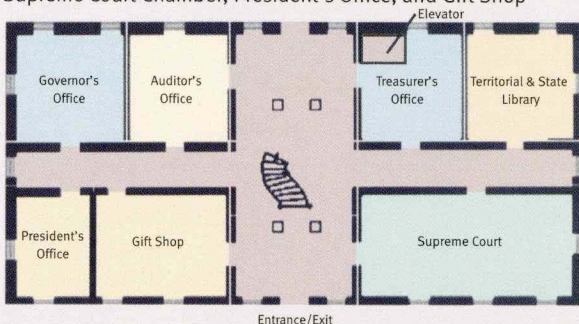 Supreme Court Chamber, President's Office, and Gift Shop
Elevator
Governor's
Office
Auditor's
Office
Treasurer's
Office
Territorial & State
Library
President's
Office
Gift Shop
Supreme Court
Entrance/Exit